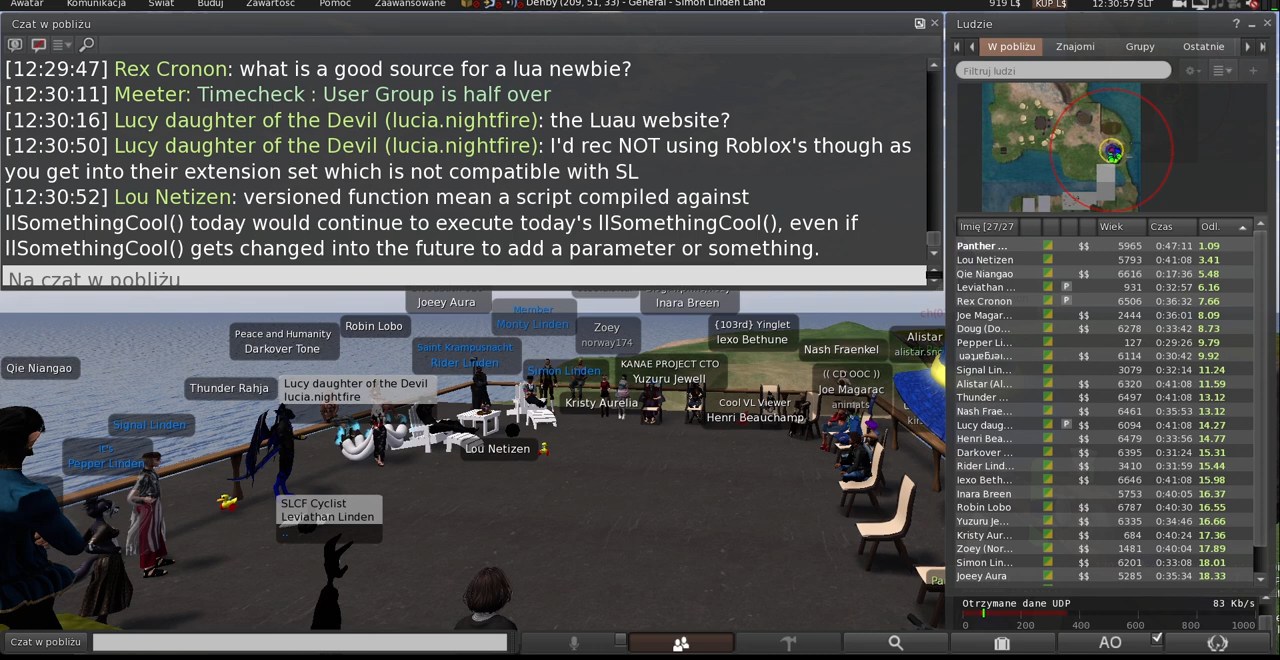 Awatar Komunikacja Świat Buduj Zawartość Pomoc Zaawansowane Denby (209, 51, 33) - General - Simon Linden Land 919 L$ KUP L$ 12:30:57 SLT
Czat w pobliżu
[12:29:47] Rex Cronon: what is a good source for a lua newbie?
[12:30:11] Meeter: Timecheck : User Group is half over
[12:30:16] Lucy daughter of the Devil (lucia.nightfire): the Luau website?
[12:30:50] Lucy daughter of the Devil (lucia.nightfire): I'd rec NOT using Roblox's though as
you get into their extension set which is not compatible with SL
[12:30:52] Lou Netizen: versioned function mean a script compiled against
llSomethingCool() today would continue to execute today's llSomethingCool(), even if
llSomethingCool() gets changed into the future to add a parameter or something.
Na czat w pobliżu
Joeey Aura
Inara Breen
Member
Monty Linden
Robin Lobo
Peace and Humanity
Darkover Tone
Zoey
norway174
{103rd} Yinglet
Iexo Bethune
Alistar
alistar.sno
Nash Fraenkel
Saint Krampusnacht
Rider Linden
Simon Linden
KANAE PROJECT CTO
Yuzuru Jewell
Qie Niangao
Thunder Rahja
Lucy daughter of the Devil
lucia.nightfire
Kristy Aurelia
Cool VL Viewer
Henri Beauchamp
(( CD OOC ))
Joe Magarac
animats
Signal Linden
It's
Pepper Linden
Lou Netizen
SLCF Cyclist
Leviathan Linden
..
Pa
Czat w pobliżu
AO
Ludzie
W pobliżu Znajomi Grupy Ostatnie
Filtruj ludzi
Imię [27/27 Wiek Czas Odl.
Panther ... $$ 5965 0:47:11 1.09
Lou Netizen 5793 0:41:08 3.41
Qie Niangao $$ 6616 0:17:36 5.48
Leviathan ... P 931 0:32:57 6.16
Rex Cronon P 6506 0:36:32 7.66
Joe Magar... $$ 2444 0:36:01 8.09
Doug (Do... $$ 6278 0:33:42 8.73
Pepper Li... 127 0:29:26 9.79
$$ 6114 0:30:42 9.92
Signal Lin... 3079 0:32:14 11.24
Alistar (Al... $$ 6320 0:41:08 11.59
Thunder ... $$ 6497 0:41:08 13.12
Nash Frae... $$ 6461 0:35:53 13.12
Lucy daug... P $$ 6094 0:41:08 14.27
Henri Bea... $$ 6479 0:33:56 14.77
Darkover ... $$ 6395 0:31:24 15.31
Rider Lind... $$ 3410 0:31:59 15.44
Iexo Beth... $$ 6646 0:41:08 15.98
Inara Breen 5753 0:40:05 16.37
Robin Lobo $$ 6787 0:40:30 16.55
Yuzuru Je... $$ 6335 0:34:46 16.66
Kristy Aur... $$ 684 0:40:24 17.36
Zoey (Nor... $$ 1481 0:40:04 17.89
Simon Lin... $$ 6201 0:33:08 18.01
Joeey Aura $$ 5285 0:35:34 18.33
Otrzymane dane UDP 83 Kb/s
0 200 400 600 800 1000